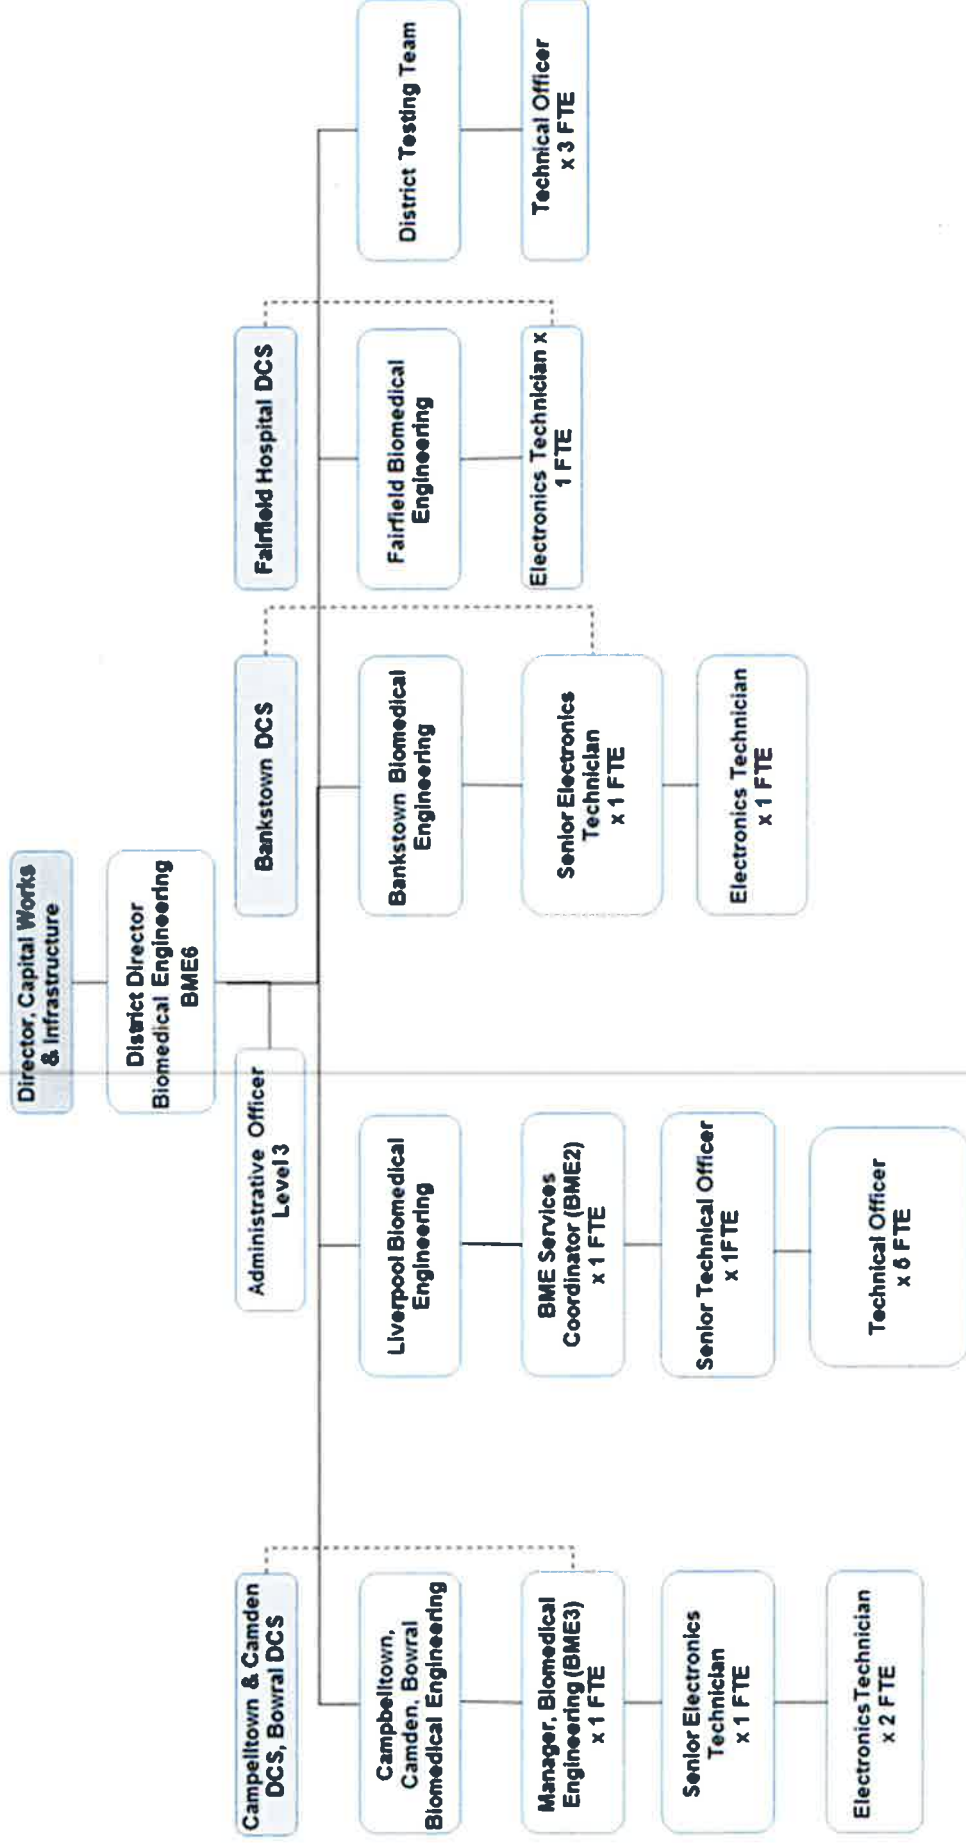 Director, Capital Works
& Infrastructure
District Director
Biomedical Engineering
BME6
Administrative Officer
Level 3
Campelltown & Camden
DCS, Bowral DCS
Bankstown DCS
Fairfield Hospital DCS
Campbelltown,
Camden, Bowral
Biomedical Engineering
Liverpool Biomedical
Engineering
Bankstown Biomedical
Engineering
Fairfield Biomedical
Engineering
District Testing Team
Manager, Biomedical
Engineering (BME3)
x 1 FTE
BME Services
Coordinator (BME2)
x 1 FTE
Senior Electronics
Technician
x 1 FTE
Electronics Technician x
1 FTE
Technical Officer
x 3 FTE
Senior Electronics
Technician
x 1 FTE
Senior Technical Officer
x 1FTE
Electronics Technician
x 1 FTE
Electronics Technician
x 2 FTE
Technical Officer
x FTE